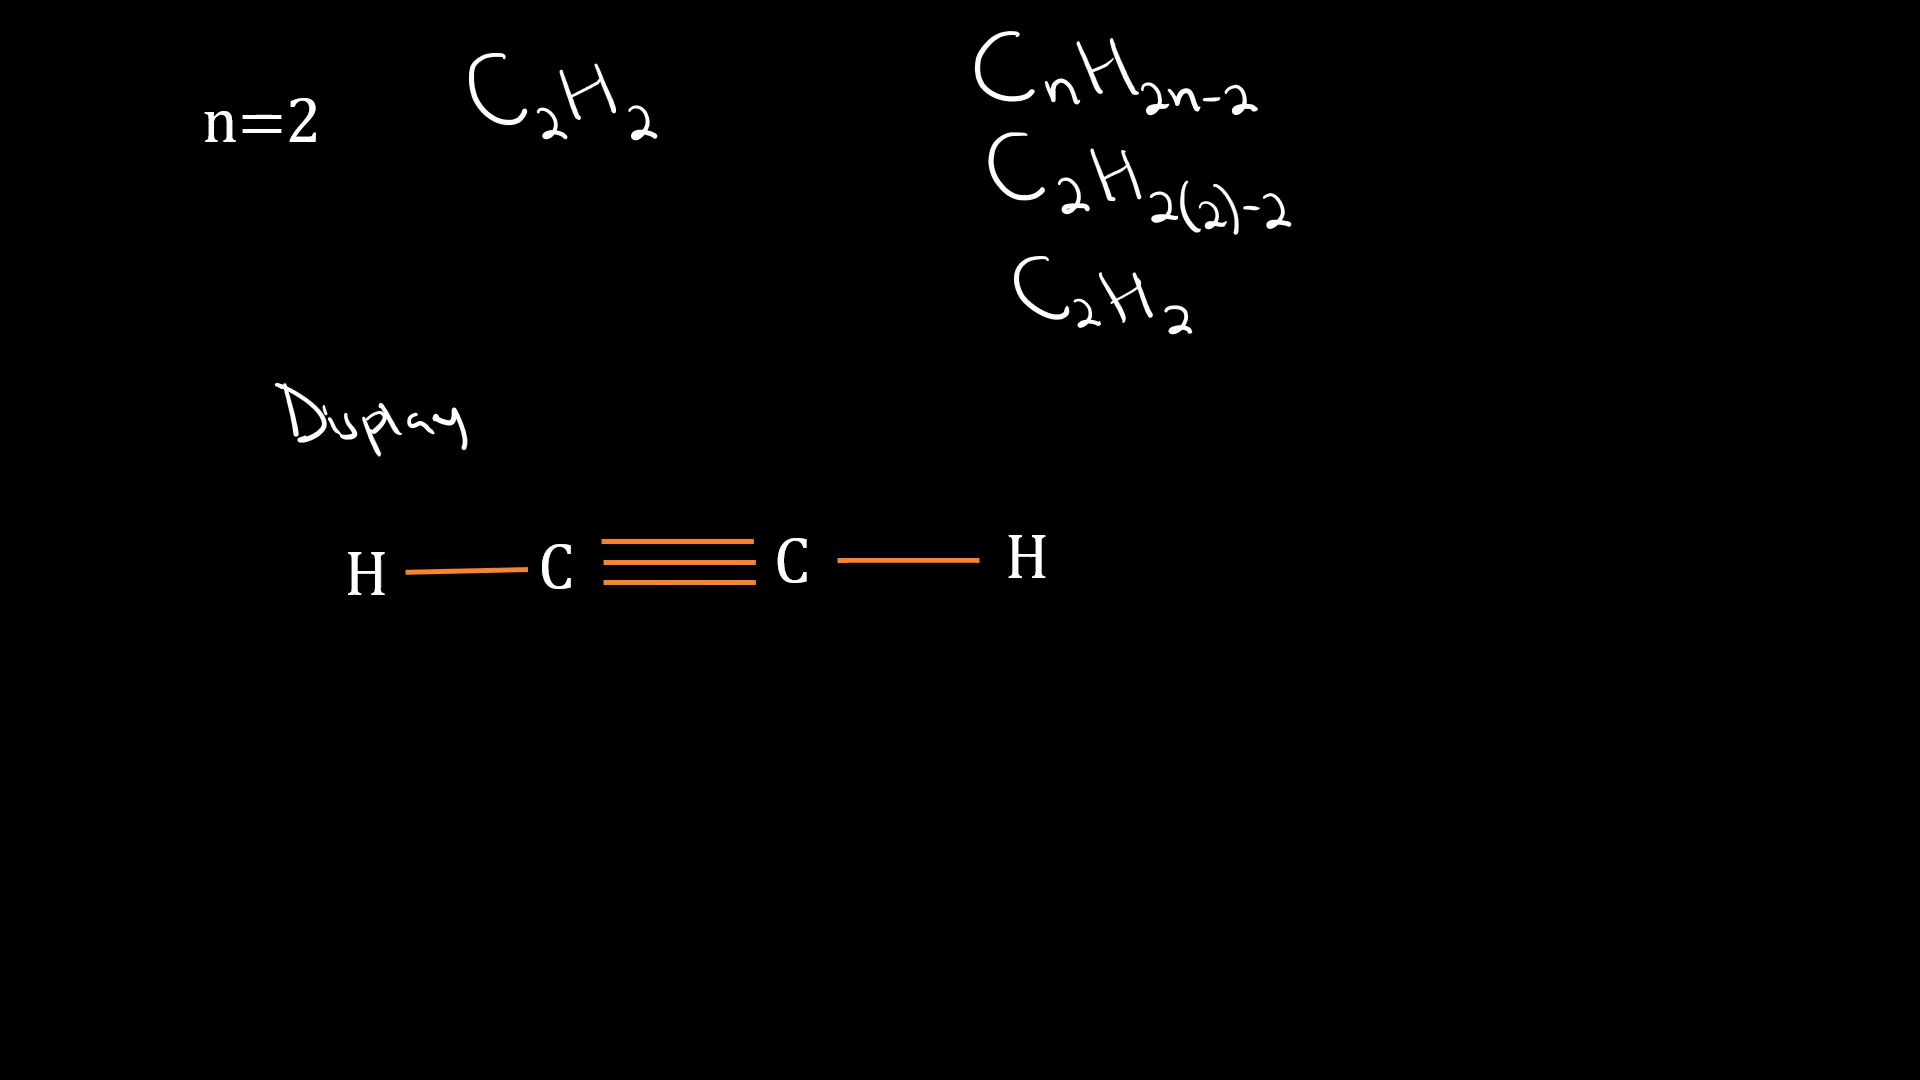 n=2
C₂H₂
CₙH₂ₙ₋₂
C₂H₂₍₂₎₋₂
C₂H₂
Display
H C C H